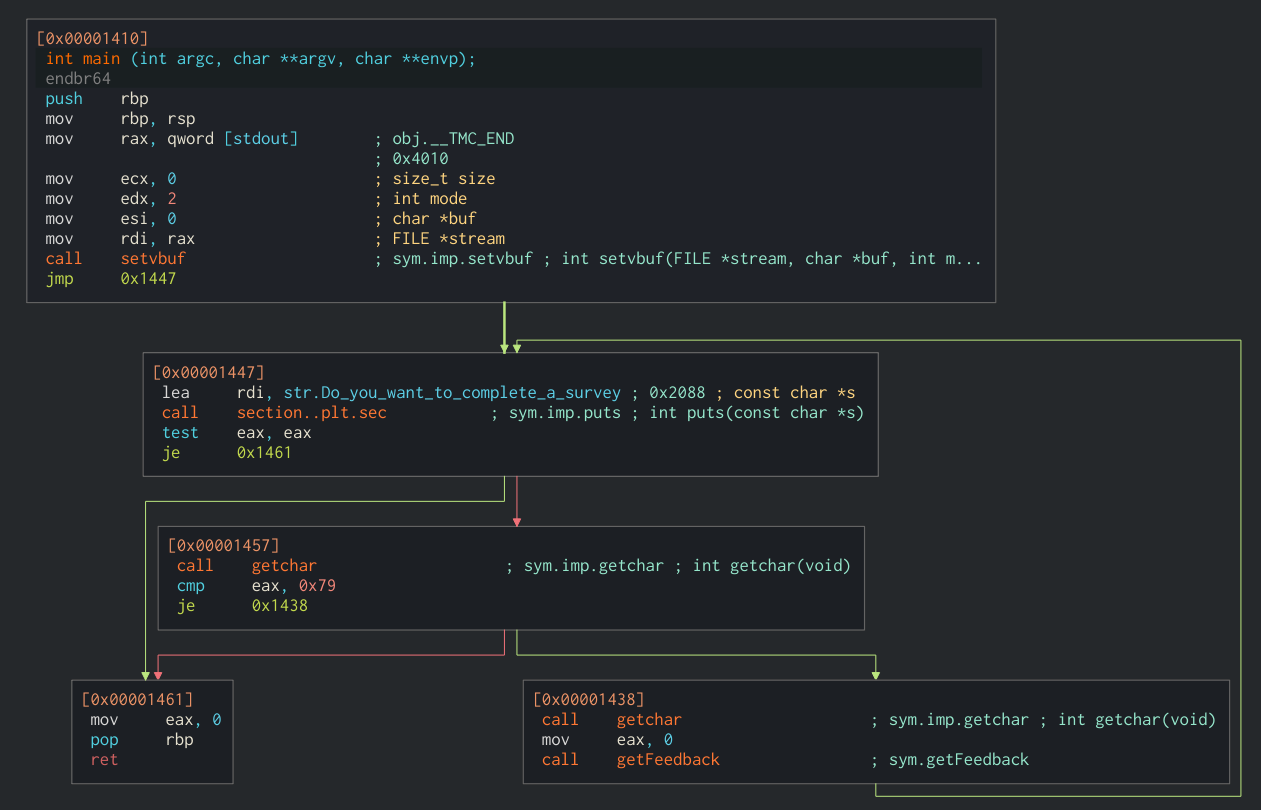 [0x00001410]
int main (int argc, char **argv, char **envp);
endbr64
push rbp
mov rbp, rsp
mov rax, qword [stdout] ; obj.__TMC_END
; 0x4010
mov ecx, 0 ; size_t size
mov edx, 2 ; int mode
mov esi, 0 ; char *buf
mov rdi, rax ; FILE *stream
call setvbuf ; sym.imp.setvbuf ; int setvbuf(FILE *stream, char *buf, int m...
jmp 0x1447
[0x00001447]
lea rdi, str.Do_you_want_to_complete_a_survey ; 0x2088 ; const char *s
call section..plt.sec ; sym.imp.puts ; int puts(const char *s)
test eax, eax
je 0x1461
[0x00001457]
call getchar ; sym.imp.getchar ; int getchar(void)
cmp eax, 0x79
je 0x1438
[0x00001461]
mov eax, 0
pop rbp
ret
[0x00001438]
call getchar ; sym.imp.getchar ; int getchar(void)
mov eax, 0
call getFeedback ; sym.getFeedback